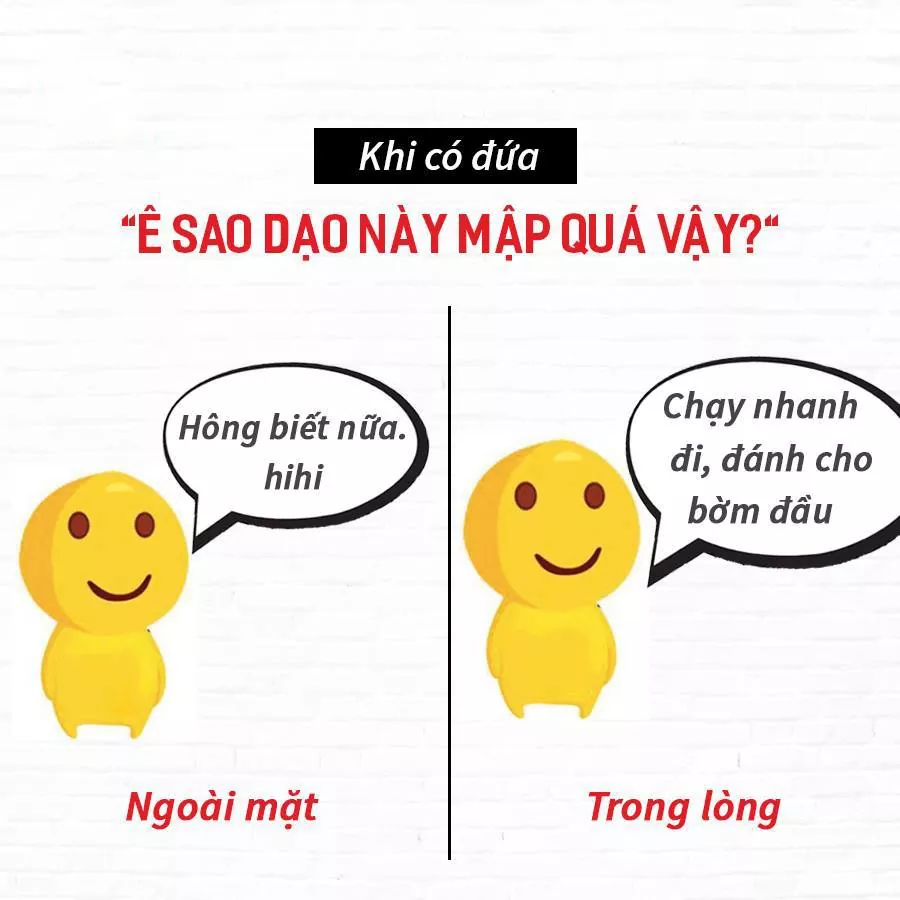 Khi có đứa
"Ê SAO DẠO NÀY MẬP QUÁ VẬY?"
Hông biết nữa.
hihi
Chạy nhanh
đi, đánh cho
bờm đầu
Ngoài mặt
Trong lòng